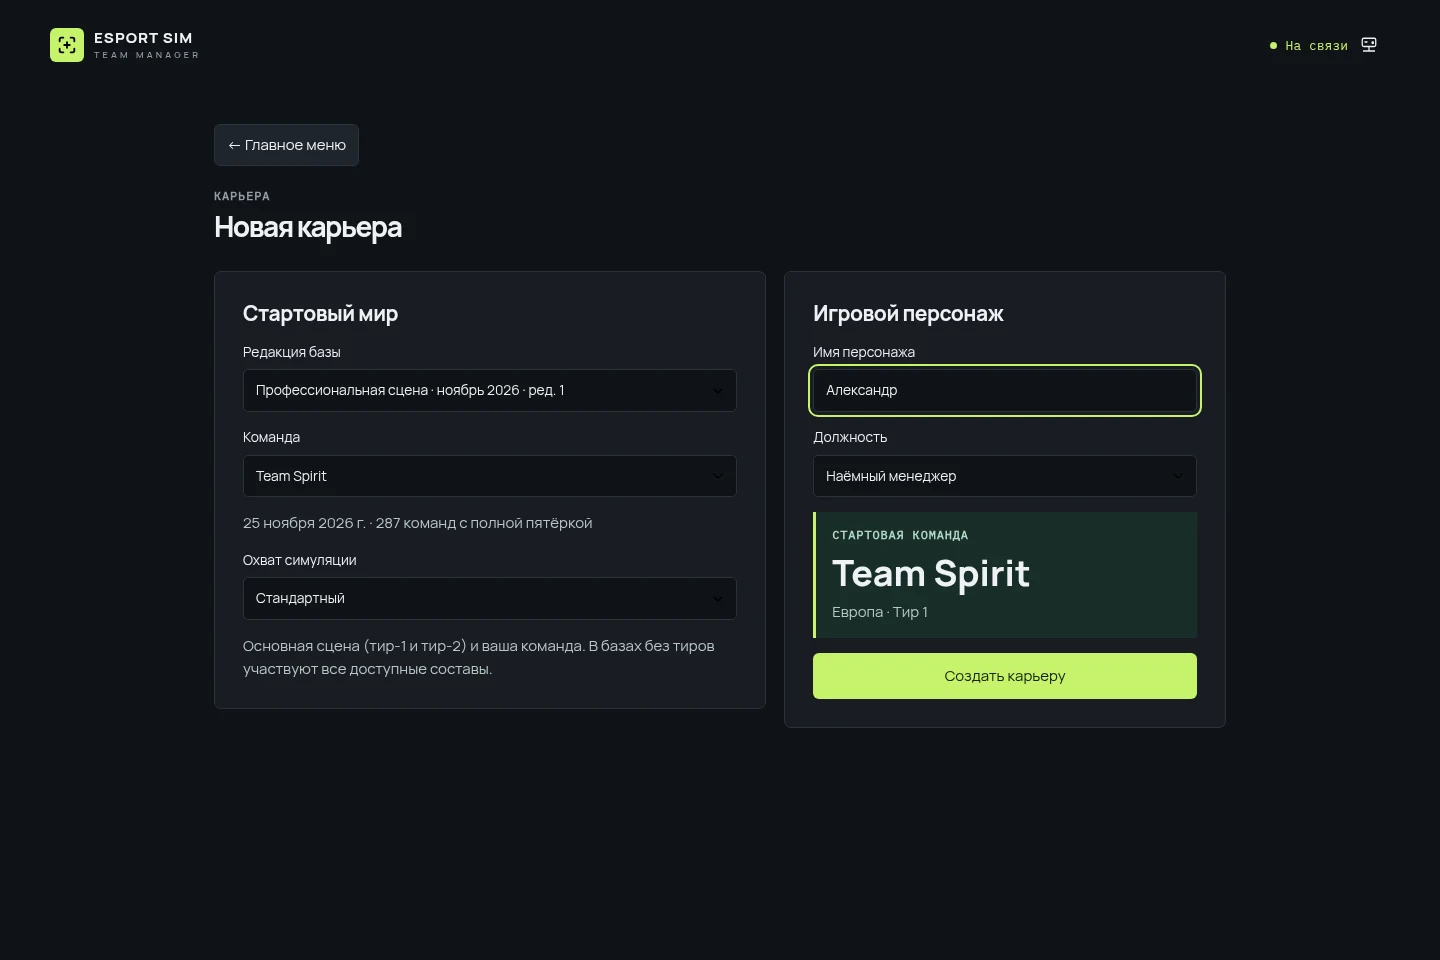 ESPORT SIM
TEAM MANAGER
На связи
← Главное меню
КАРЬЕРА
Новая карьера
Стартовый мир
Редакция базы
Профессиональная сцена · ноябрь 2026 · ред. 1
Команда
Team Spirit
25 ноября 2026 г. · 287 команд с полной пятёркой
Охват симуляции
Стандартный
Основная сцена (тир-1 и тир-2) и ваша команда. В базах без тиров
участвуют все доступные составы.
Игровой персонаж
Имя персонажа
Александр
Должность
Наёмный менеджер
СТАРТОВАЯ КОМАНДА
Team Spirit
Европа · Тир 1
Создать карьеру